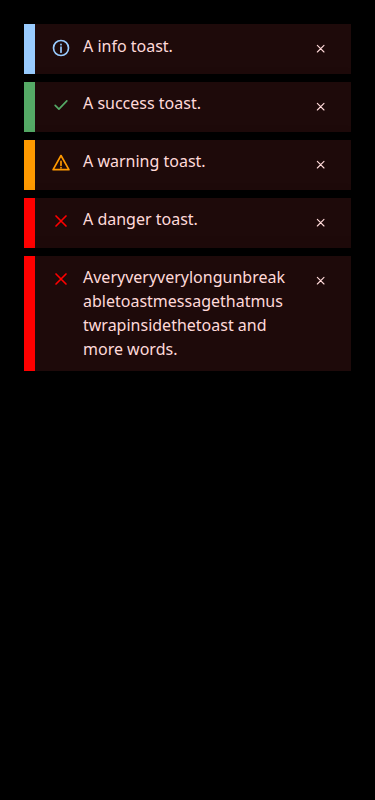 A info toast.
A success toast.
A warning toast.
A danger toast.
Averyveryverylongunbreak
abletoastmessagethatmus
twrapinsidethetoast and
more words.